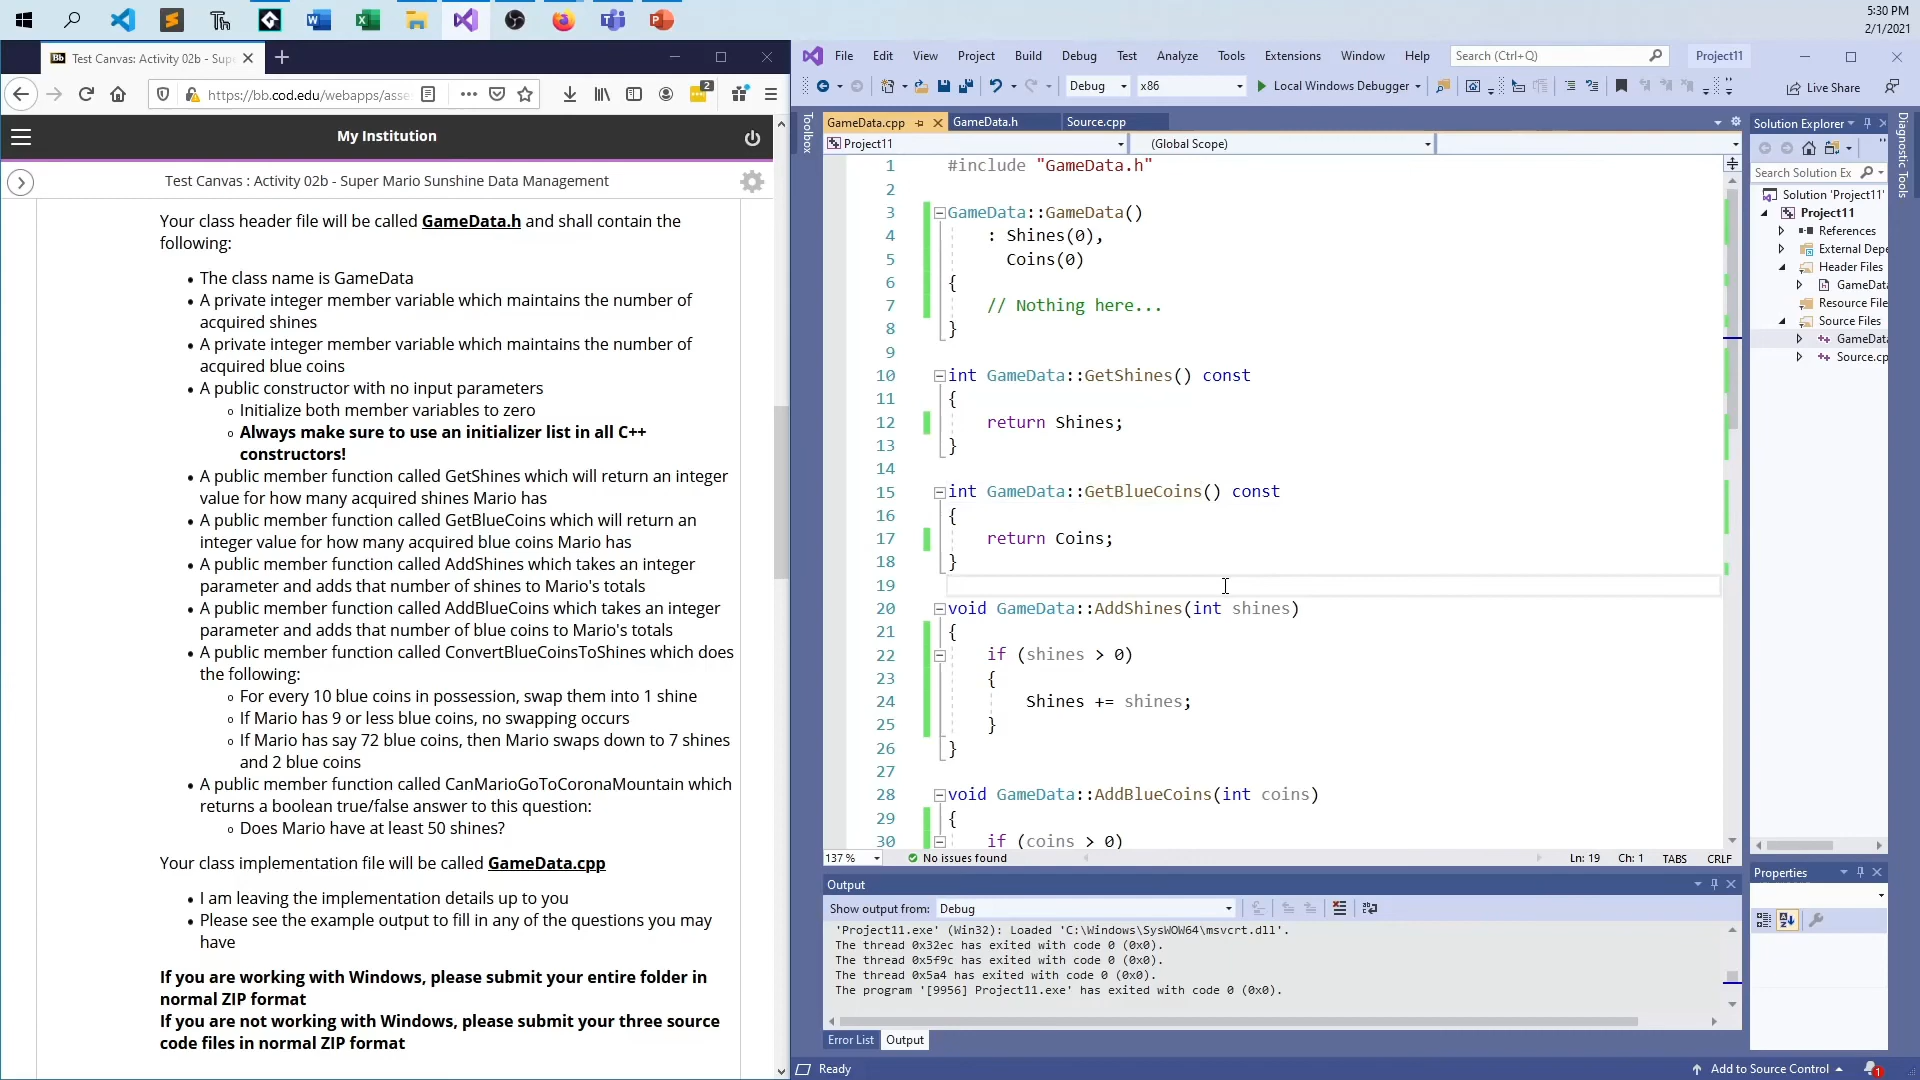 5:30 PM
2/1/2021
Test Canvas: Activity 02b - Sup
https://bb.cod.edu/webapps/asse
2
My Institution
Test Canvas : Activity 02b - Super Mario Sunshine Data Management
Your class header file will be called GameData.h and shall contain the
following:
• The class name is GameData
• A private integer member variable which maintains the number of
acquired shines
• A private integer member variable which maintains the number of
acquired blue coins
• A public constructor with no input parameters
o Initialize both member variables to zero
o Always make sure to use an initializer list in all C++
constructors!
• A public member function called GetShines which will return an integer
value for how many acquired shines Mario has
• A public member function called GetBlueCoins which will return an
integer value for how many acquired blue coins Mario has
• A public member function called AddShines which takes an integer
parameter and adds that number of shines to Mario's totals
• A public member function called AddBlueCoins which takes an integer
parameter and adds that number of blue coins to Mario's totals
• A public member function called ConvertBlueCoinsToShines which does
the following:
o For every 10 blue coins in possession, swap them into 1 shine
o If Mario has 9 or less blue coins, no swapping occurs
o If Mario has say 72 blue coins, then Mario swaps down to 7 shines
and 2 blue coins
• A public member function called CanMarioGoToCoronaMountain which
returns a boolean true/false answer to this question:
o Does Mario have at least 50 shines?
Your class implementation file will be called GameData.cpp
• I am leaving the implementation details up to you
• Please see the example output to fill in any of the questions you may
have
If you are working with Windows, please submit your entire folder in
normal ZIP format
If you are not working with Windows, please submit your three source
code files in normal ZIP format
File Edit View Project Build Debug Test Analyze Tools Extensions Window Help Search (Ctrl+Q) Project11
Debug x86 Local Windows Debugger Live Share
Toolbox
GameData.cpp GameData.h Source.cpp
Project11 (Global Scope)
1 #include "GameData.h"
2
3 GameData::GameData()
4 : Shines(0),
5 Coins(0)
6 {
7 // Nothing here...
8 }
9
10 int GameData::GetShines() const
11 {
12 return Shines;
13 }
14
15 int GameData::GetBlueCoins() const
16 {
17 return Coins;
18 }
19
20 void GameData::AddShines(int shines)
21 {
22 if (shines > 0)
23 {
24 Shines += shines;
25 }
26 }
27
28 void GameData::AddBlueCoins(int coins)
29 {
30 if (coins > 0)
137 % No issues found Ln: 19 Ch: 1 TABS CRLF
Output
Show output from: Debug
'Project11.exe' (Win32): Loaded 'C:\Windows\SysWOW64\msvcrt.dll'.
The thread 0x32ec has exited with code 0 (0x0).
The thread 0x5f9c has exited with code 0 (0x0).
The thread 0x5a4 has exited with code 0 (0x0).
The program '[9956] Project11.exe' has exited with code 0 (0x0).
Error List Output
Ready
Add to Source Control
1
Solution Explorer
Search Solution Ex
Solution 'Project11'
Project11
References
External Depe
Header Files
GameData
Resource File
Source Files
GameData
Source.cp
Properties
Diagnostic Tools